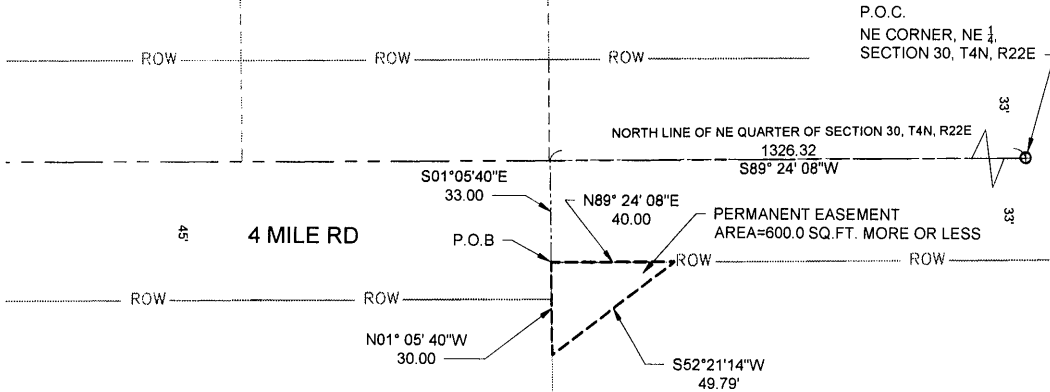 P.O.C.
NE CORNER, NE 1/4,
SECTION 30, T4N, R22E
ROW
ROW
ROW
33'
NORTH LINE OF NE QUARTER OF SECTION 30, T4N, R22E
1326.32
S89° 24' 08"W
S01°05'40"E
33.00
N89° 24' 08"E
40.00
33'
PERMANENT EASEMENT
AREA=600.0 SQ.FT. MORE OR LESS
45'
4 MILE RD
P.O.B
ROW
ROW
ROW
ROW
N01° 05' 40"W
30.00
S52°21'14"W
49.79'